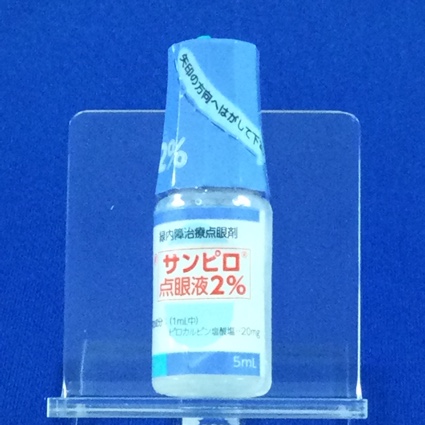 矢印の方向へはがして下
2%
緑内障治療点眼剤
サンピロ®
点眼液2%
(1mL中)
ピロカルピン塩酸塩…20mg
5mL